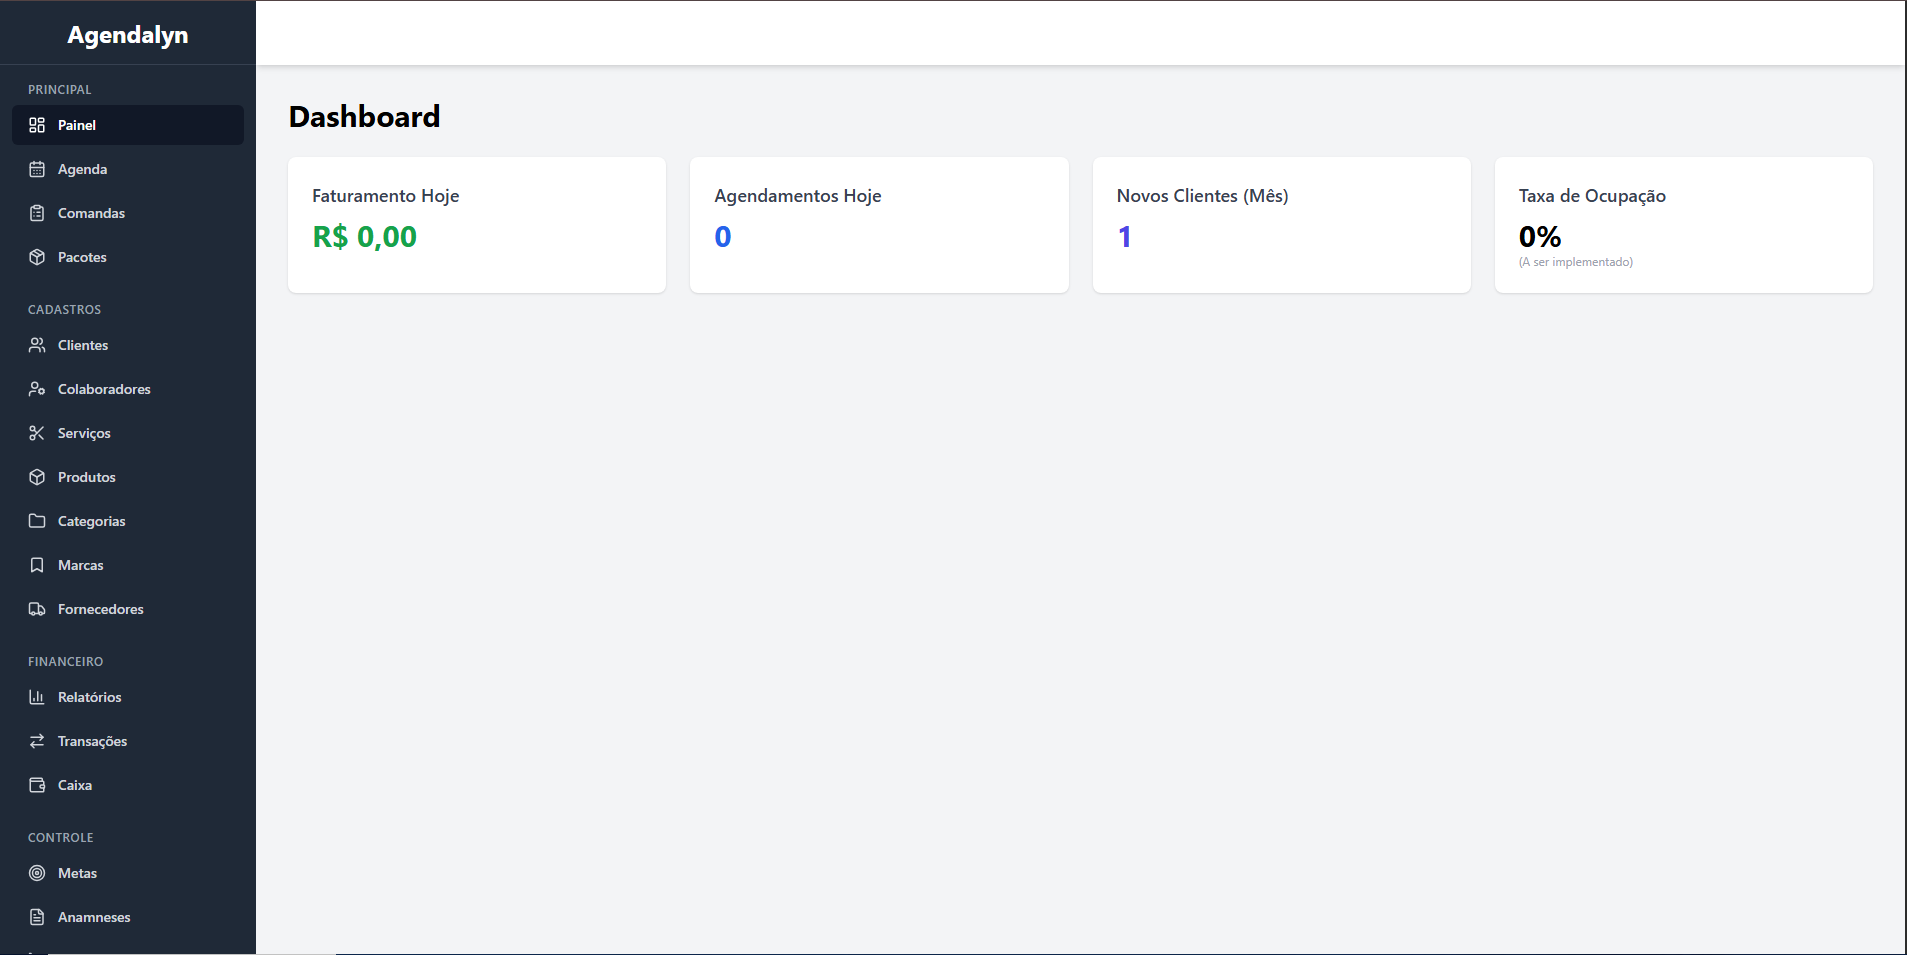 Agendalyn
PRINCIPAL
Painel
Agenda
Comandas
Pacotes
CADASTROS
Clientes
Colaboradores
Serviços
Produtos
Categorias
Marcas
Fornecedores
FINANCEIRO
Relatórios
Transações
Caixa
CONTROLE
Metas
Anamneses
Dashboard
Faturamento Hoje
R$ 0,00
Agendamentos Hoje
0
Novos Clientes (Mês)
1
Taxa de Ocupação
0%
(A ser implementado)